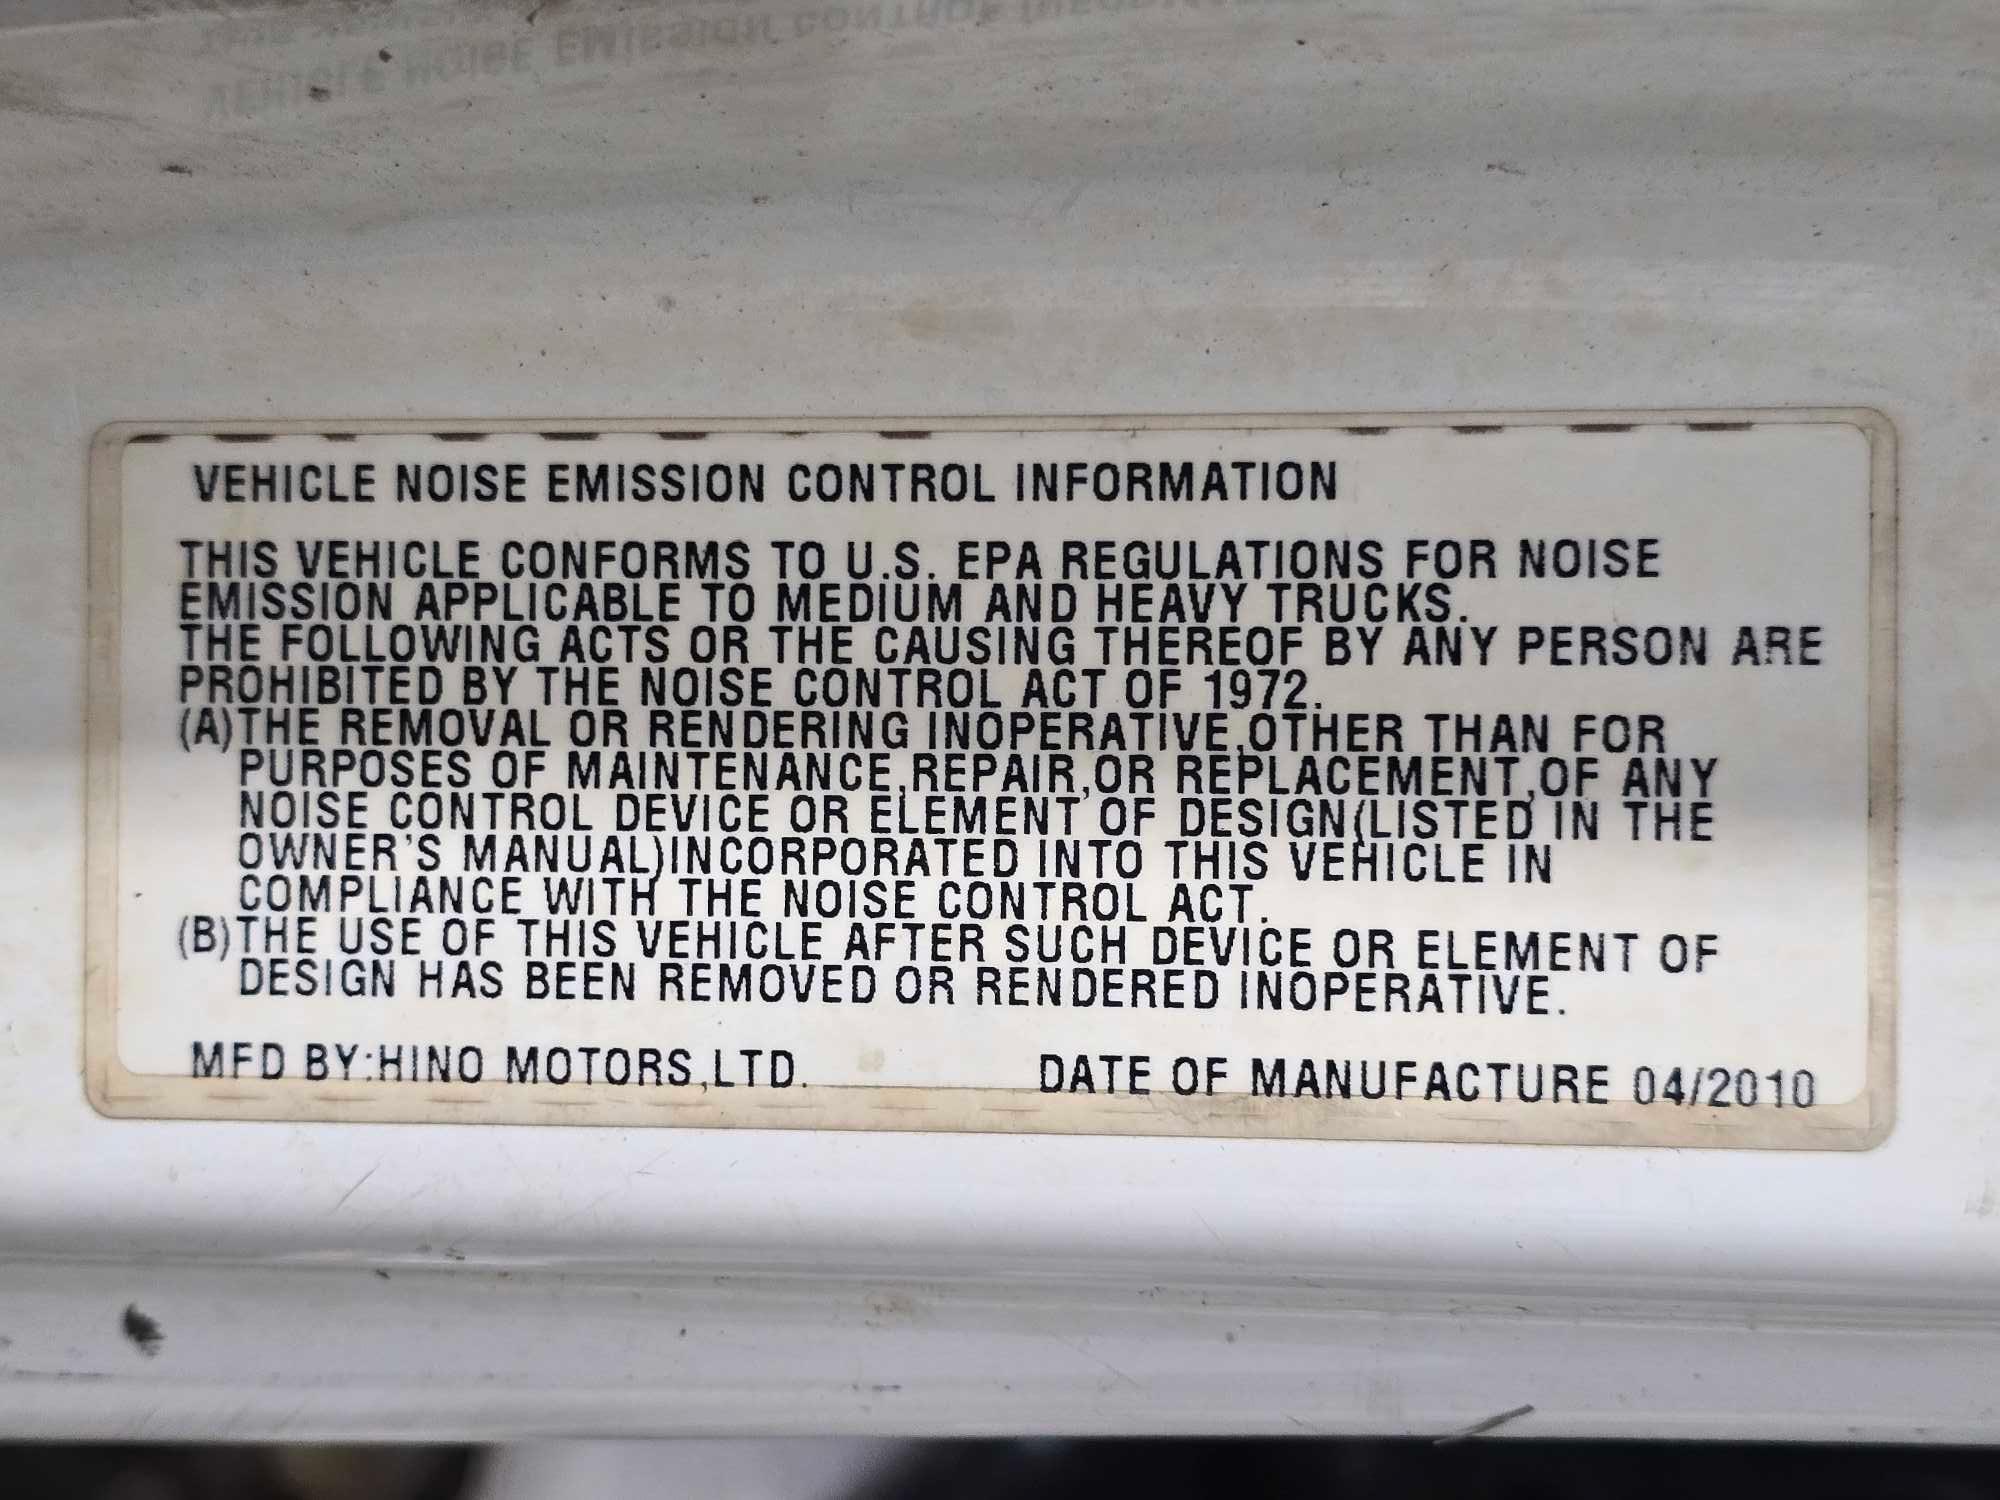 VEHICLE NOISE EMISSION CONTROL INFORMATION
THIS VEHICLE CONFORMS TO U.S. EPA REGULATIONS FOR NOISE
EMISSION APPLICABLE TO MEDIUM AND HEAVY TRUCKS.
THE FOLLOWING ACTS OR THE CAUSING THEREOF BY ANY PERSON ARE
PROHIBITED BY THE NOISE CONTROL ACT OF 1972.
(A)THE REMOVAL OR RENDERING INOPERATIVE,OTHER THAN FOR
PURPOSES OF MAINTENANCE,REPAIR,OR REPLACEMENT,OF ANY
NOISE CONTROL DEVICE OR ELEMENT OF DESIGN(LISTED IN THE
OWNER'S MANUAL)INCORPORATED INTO THIS VEHICLE IN
COMPLIANCE WITH THE NOISE CONTROL ACT.
(B)THE USE OF THIS VEHICLE AFTER SUCH DEVICE OR ELEMENT OF
DESIGN HAS BEEN REMOVED OR RENDERED INOPERATIVE.
MFD BY:HINO MOTORS,LTD. DATE OF MANUFACTURE 04/2010